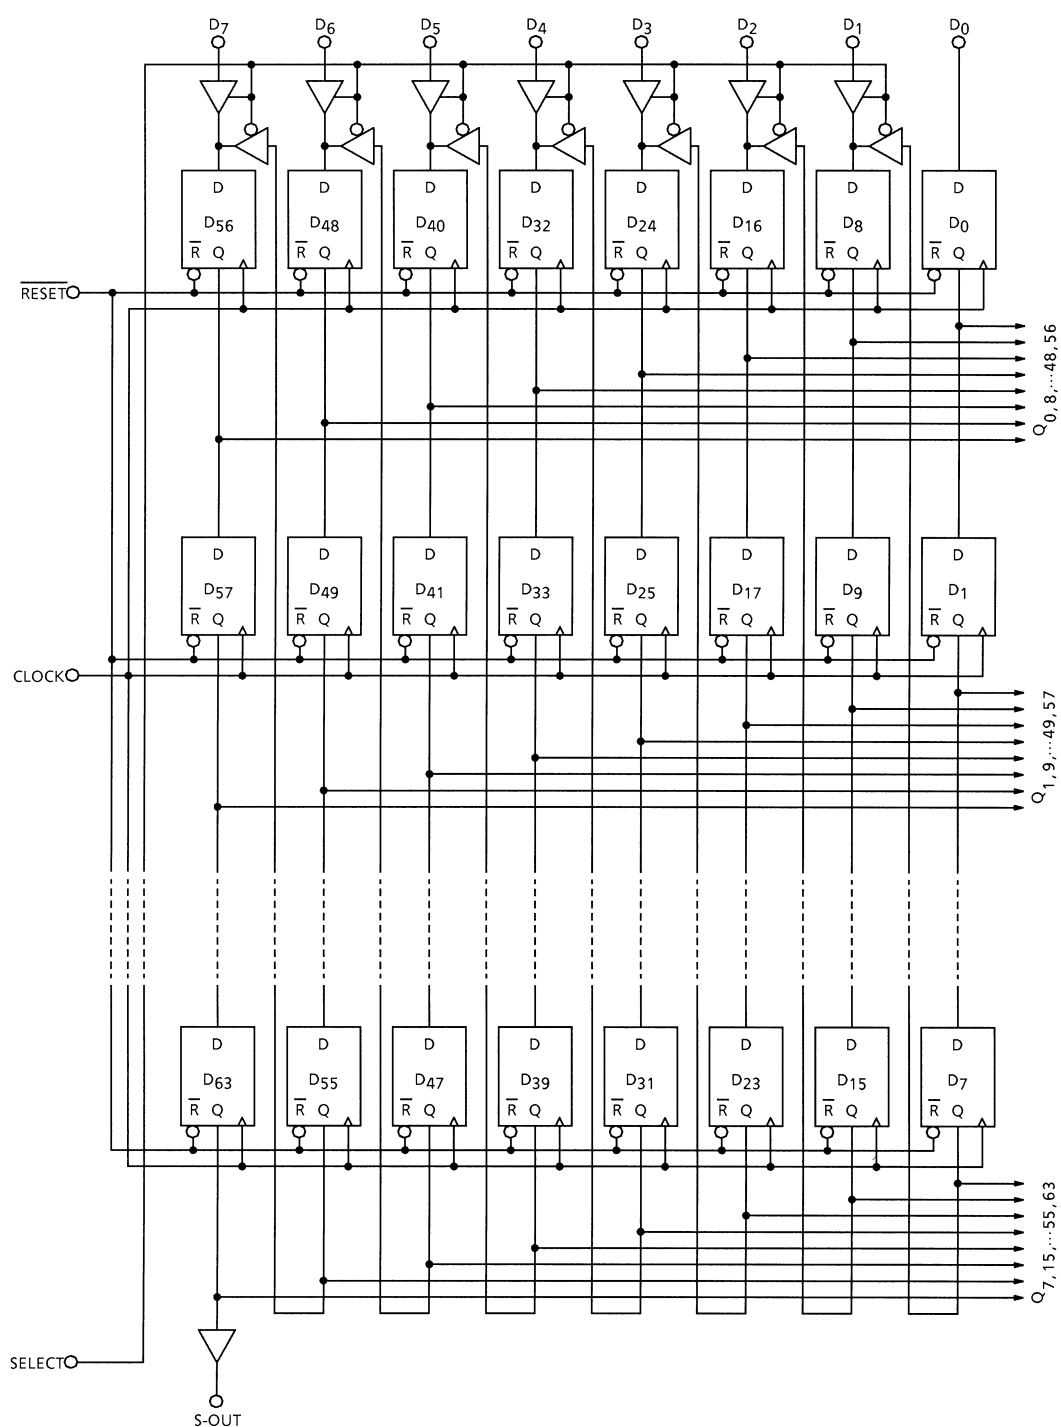 D7 D6 D5 D4 D3 D2 D1 D0
D D D D D D D D
D56 D48 D40 D32 D24 D16 D8 D0
R̅ Q R̅ Q R̅ Q R̅ Q R̅ Q R̅ Q R̅ Q R̅ Q
R̅E̅S̅E̅T̅
Q0,8,···48,56
D D D D D D D D
D57 D49 D41 D33 D25 D17 D9 D1
R̅ Q R̅ Q R̅ Q R̅ Q R̅ Q R̅ Q R̅ Q R̅ Q
CLOCK
Q1,9,···49,57
D D D D D D D D
D63 D55 D47 D39 D31 D23 D15 D7
R̅ Q R̅ Q R̅ Q R̅ Q R̅ Q R̅ Q R̅ Q R̅ Q
Q7,15,···55,63
SELECT
S-OUT